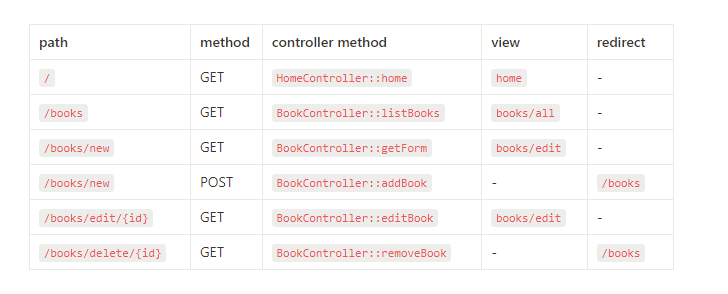 path method controller method view redirect
/ GET HomeController::home home -
/books GET BookController::listBooks books/all -
/books/new GET BookController::getForm books/edit -
/books/new POST BookController::addBook - /books
/books/edit/{id} GET BookController::editBook books/edit -
/books/delete/{id} GET BookController::removeBook - /books